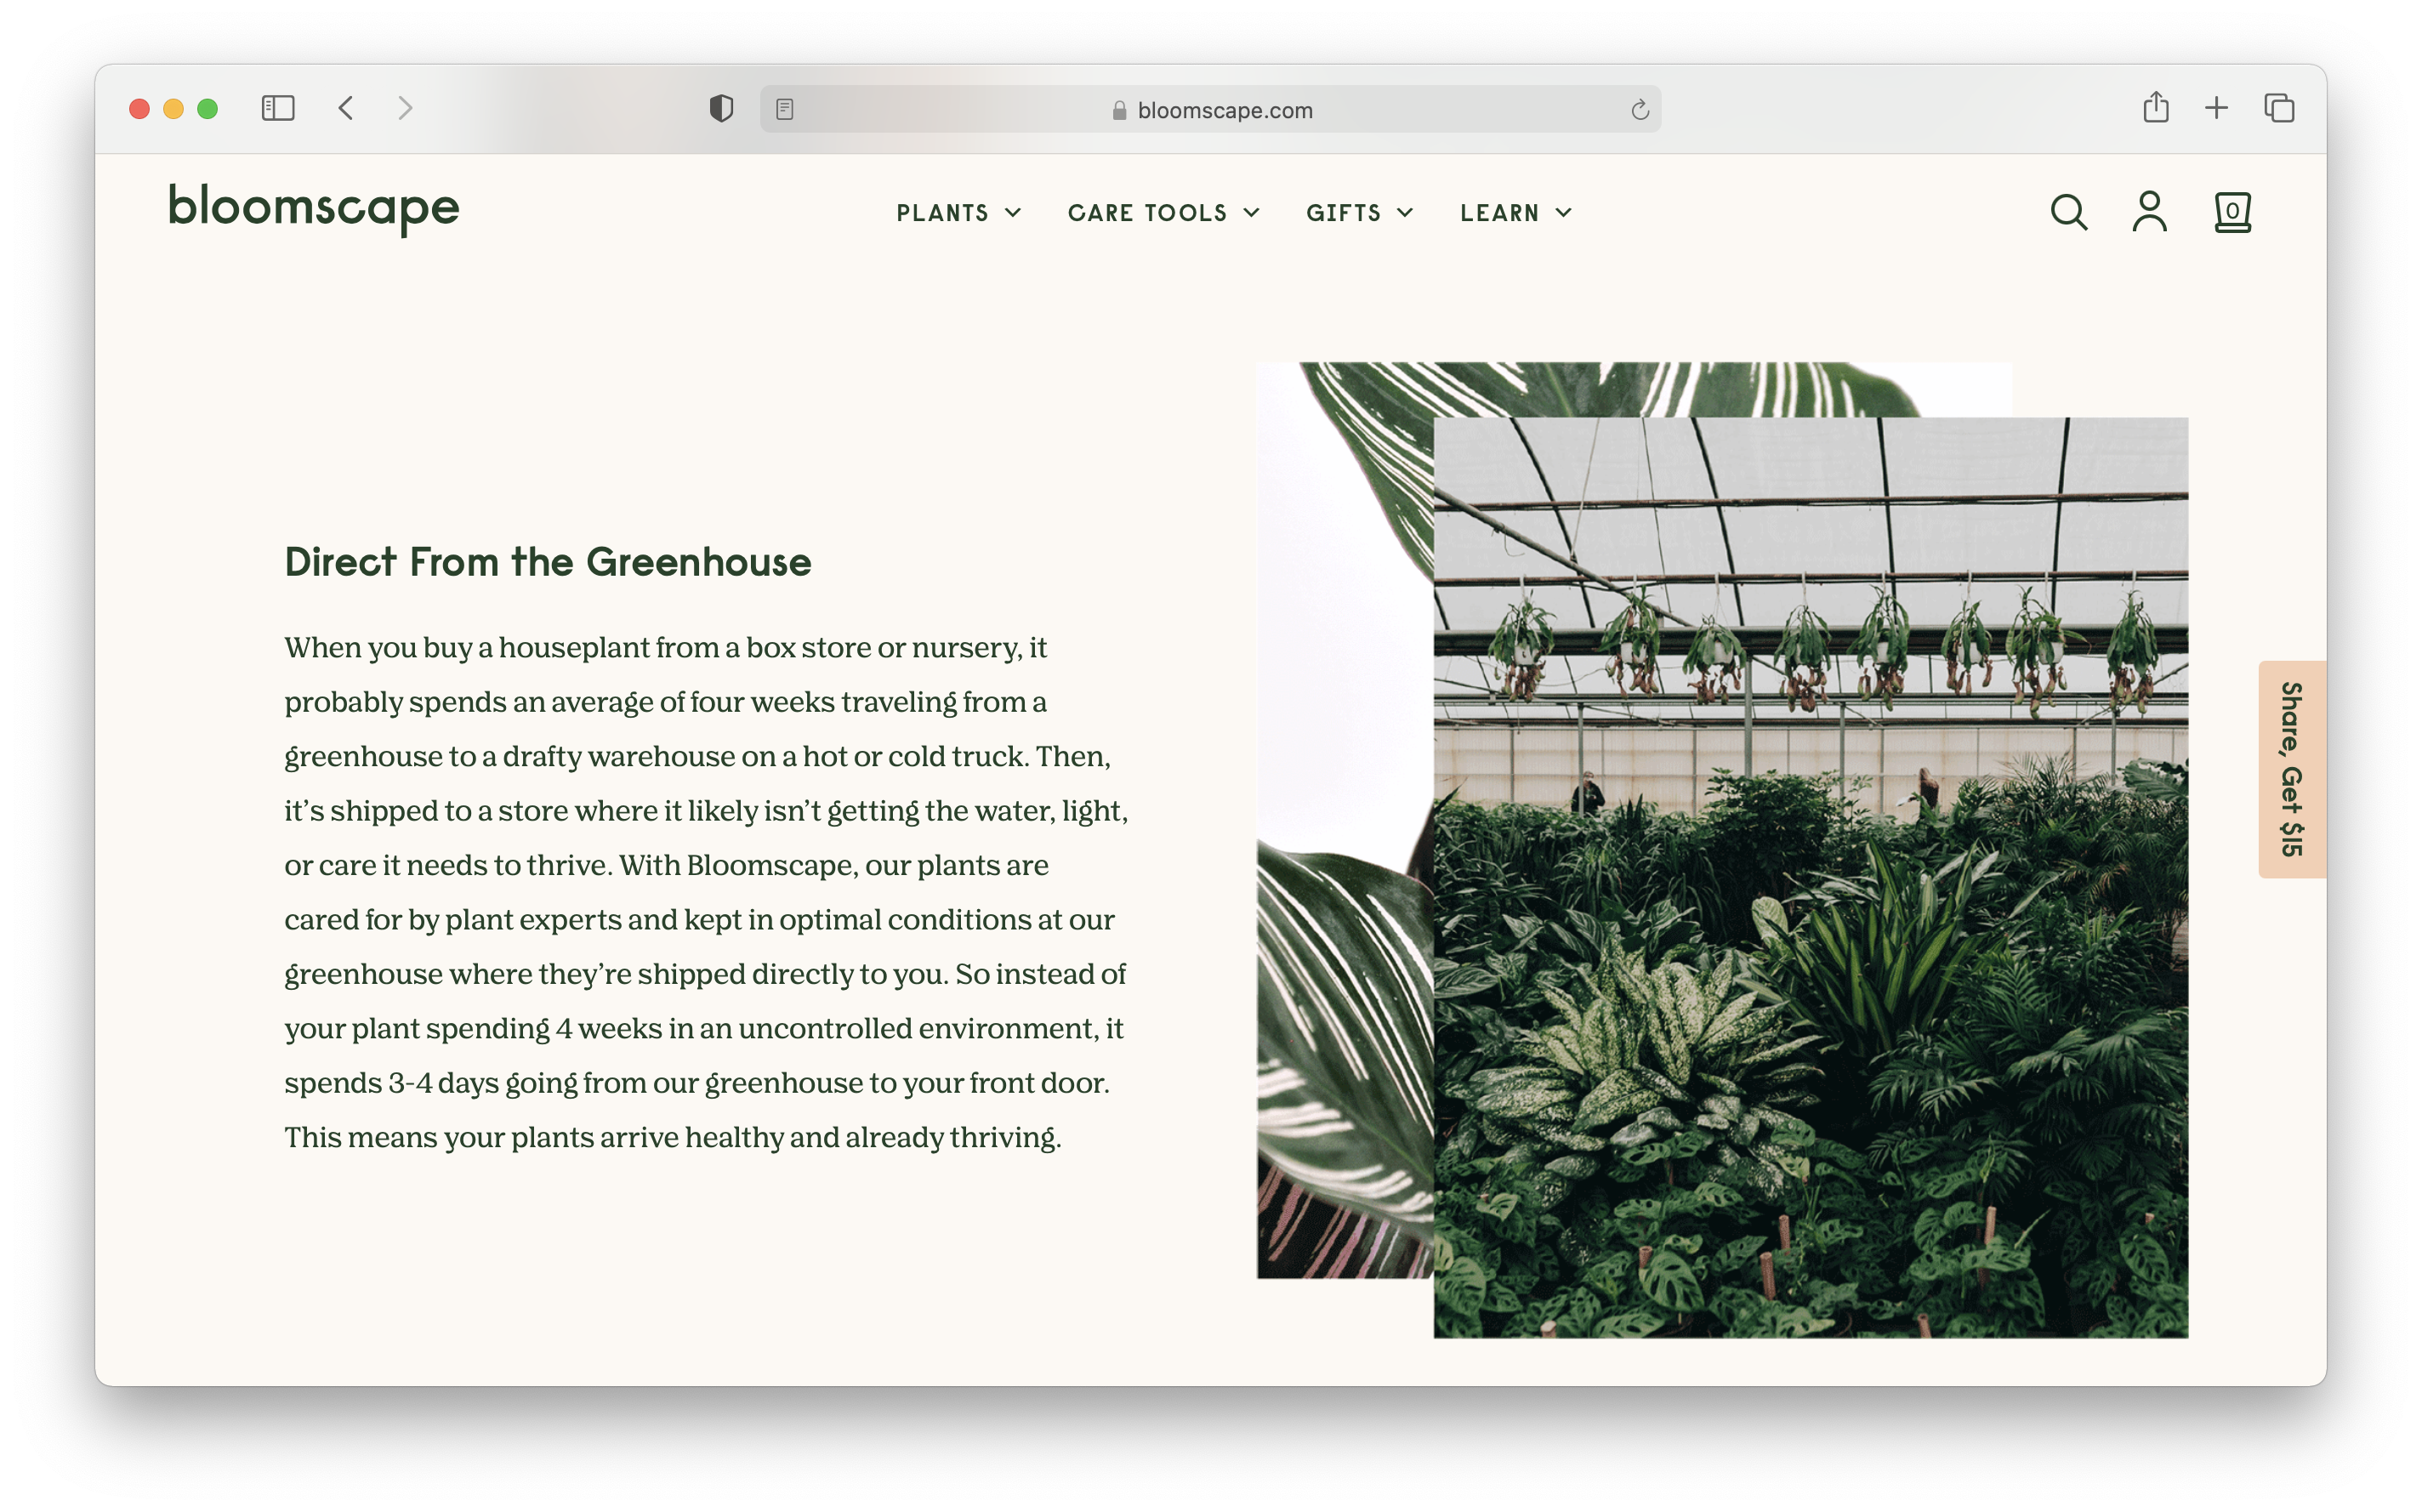 bloomscape.com
bloomscape
PLANTS
CARE TOOLS
GIFTS
LEARN
0
Direct From the Greenhouse
When you buy a houseplant from a box store or nursery, it
probably spends an average of four weeks traveling from a
greenhouse to a drafty warehouse on a hot or cold truck. Then,
it’s shipped to a store where it likely isn’t getting the water, light,
or care it needs to thrive. With Bloomscape, our plants are
cared for by plant experts and kept in optimal conditions at our
greenhouse where they’re shipped directly to you. So instead of
your plant spending 4 weeks in an uncontrolled environment, it
spends 3-4 days going from our greenhouse to your front door.
This means your plants arrive healthy and already thriving.
Share, Get $15